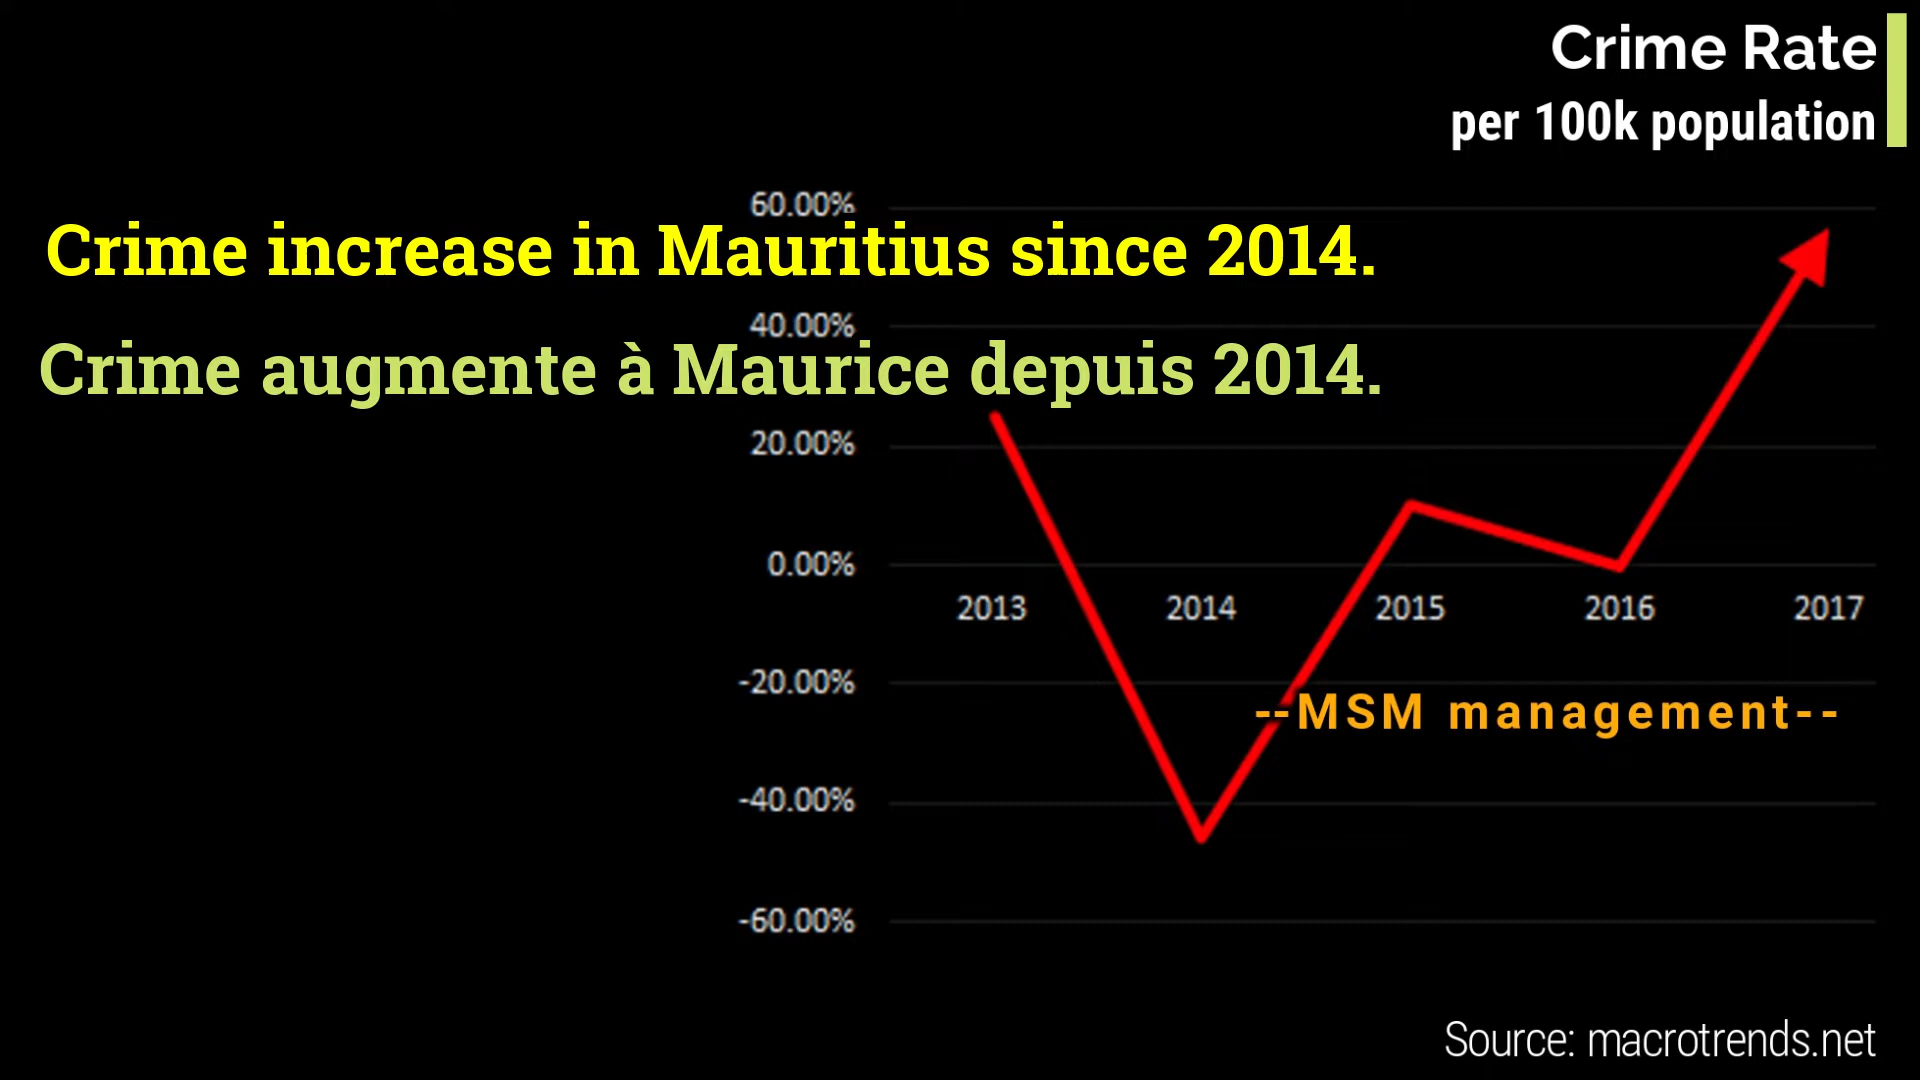 Crime Rate
per 100k population
60.00%
Crime increase in Mauritius since 2014.
40.00%
Crime augmente à Maurice depuis 2014.
20.00%
0.00%
2013 2014 2015 2016 2017
-20.00%
--MSM management--
-40.00%
-60.00%
Source: macrotrends.net